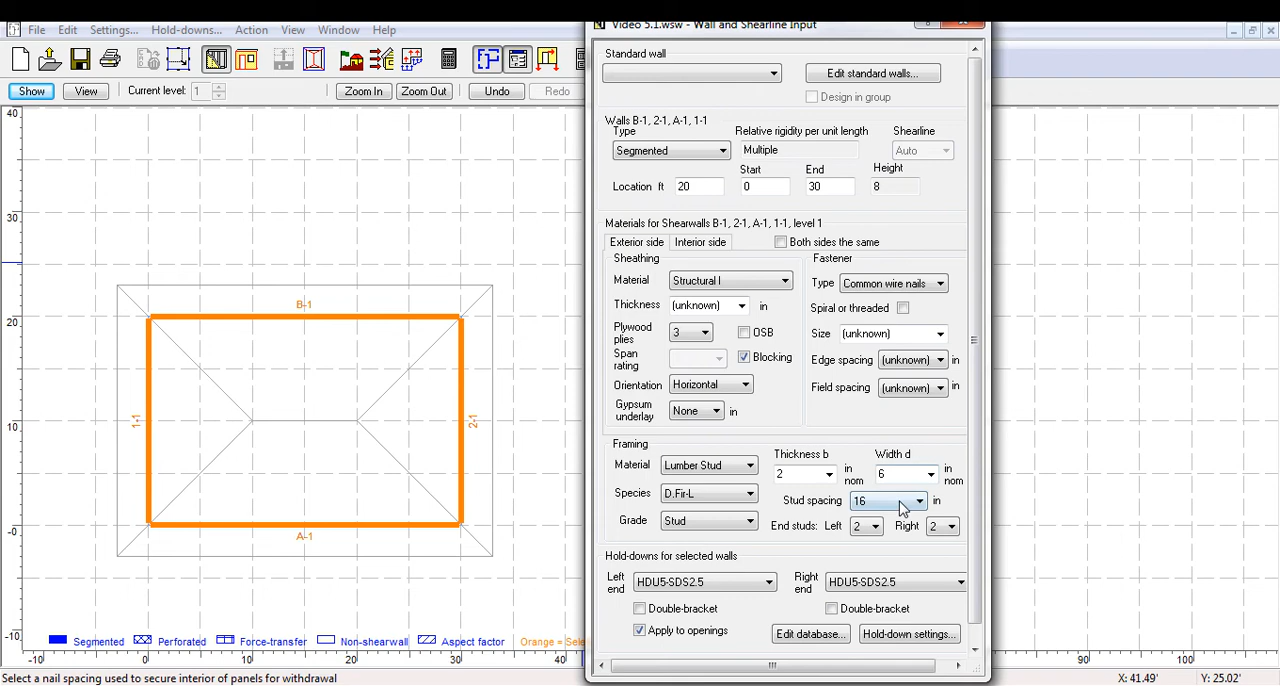 Video 5.1.wsw - Wall and Shearline Input
File Edit Settings... Hold-downs... Action View Window Help
Show View Current level: 1 Zoom In Zoom Out Undo Redo
Standard wall
Edit standard walls...
Design in group
Walls B-1, 2-1, A-1, 1-1
Type Relative rigidity per unit length Shearline
Segmented Multiple Auto
Start End Height
Location ft 20 0 30 8
Materials for Shearwalls B-1, 2-1, A-1, 1-1, level 1
Exterior side Interior side Both sides the same
Sheathing Fastener
Material Structural I Type Common wire nails
Thickness (unknown) in Spiral or threaded
Plywood plies 3 OSB Size (unknown)
Span rating Blocking Edge spacing (unknown) in
Orientation Horizontal Field spacing (unknown) in
Gypsum underlay None in
Framing
Thickness b Width d
Material Lumber Stud 2 in nom 6 in nom
Species D.Fir-L Stud spacing 16 in
Grade Stud End studs: Left 2 Right 2
Hold-downs for selected walls
Left end HDU5-SDS2.5 Right end HDU5-SDS2.5
Double-bracket Double-bracket
Apply to openings Edit database... Hold-down settings...
40
30
20
10
-0
-10
B-1
1-1
2-1
A-1
Segmented Perforated Force-transfer Non-shearwall Aspect factor Orange = Sele
-10 0 10 20 30 40 90 100
Select a nail spacing used to secure interior of panels for withdrawal X: 41.49' Y: 25.02'